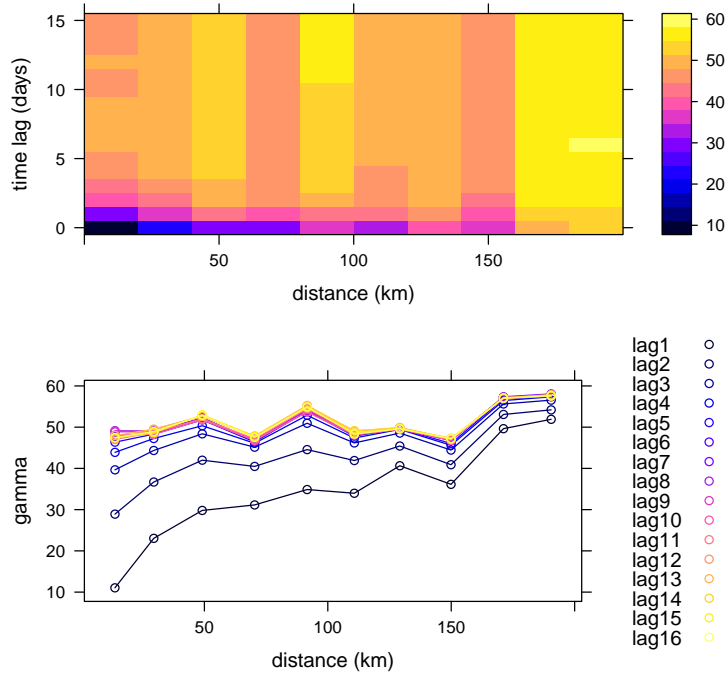 15
10
5
0
time lag (days)
50
100
150
distance (km)
60
50
40
30
20
10
60
50
40
30
20
10
gamma
50
100
150
distance (km)
lag1
lag2
lag3
lag4
lag5
lag6
lag7
lag8
lag9
lag10
lag11
lag12
lag13
lag14
lag15
lag16